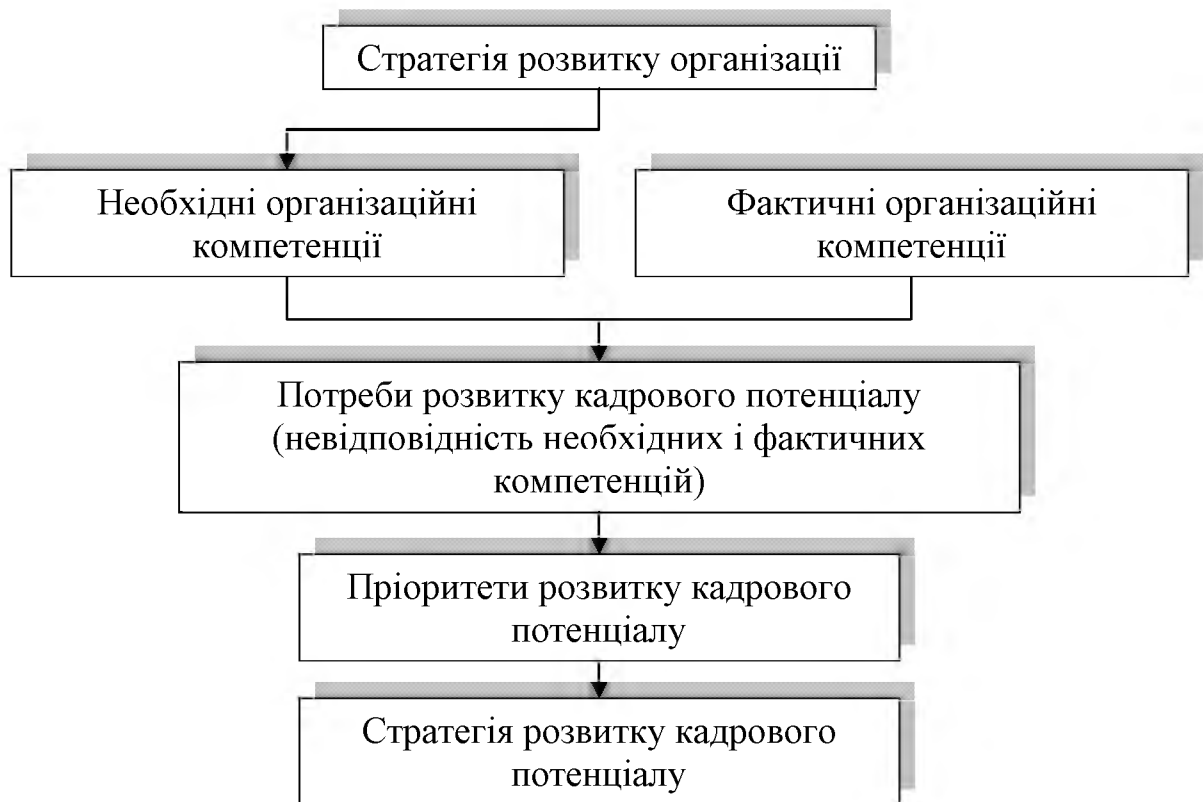 Стратегія розвитку організації
Необхідні організаційні
компетенції
Фактичні організаційні
компетенції
Потреби розвитку кадрового потенціалу
(невідповідність необхідних і фактичних
компетенцій)
Пріоритети розвитку кадрового
потенціалу
Стратегія розвитку кадрового
потенціалу